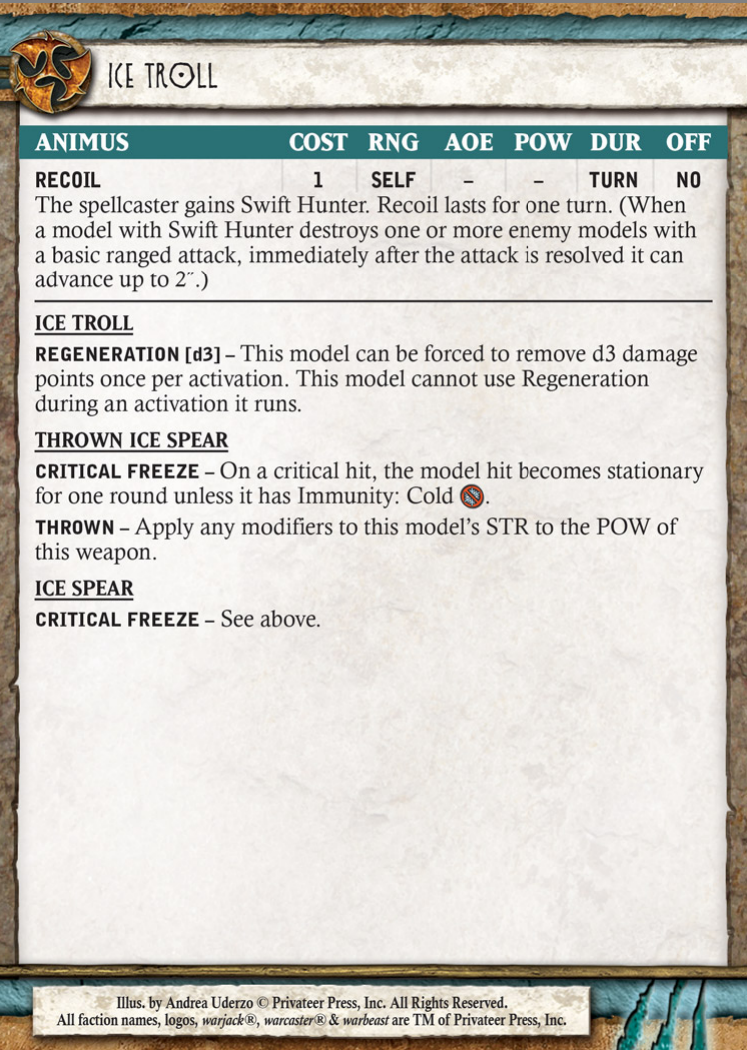 ICE TROLL
ANIMUS COST RNG AOE POW DUR OFF
RECOIL 1 SELF – – TURN NO
The spellcaster gains Swift Hunter. Recoil lasts for one turn. (When
a model with Swift Hunter destroys one or more enemy models with
a basic ranged attack, immediately after the attack is resolved it can
advance up to 2˝.)
ICE TROLL
REGENERATION [d3] – This model can be forced to remove d3 damage
points once per activation. This model cannot use Regeneration
during an activation it runs.
THROWN ICE SPEAR
CRITICAL FREEZE – On a critical hit, the model hit becomes stationary
for one round unless it has Immunity: Cold .
THROWN – Apply any modifiers to this model's STR to the POW of
this weapon.
ICE SPEAR
CRITICAL FREEZE – See above.
Illus. by Andrea Uderzo © Privateer Press, Inc. All Rights Reserved.
All faction names, logos, warjack®, warcaster® & warbeast are TM of Privateer Press, Inc.